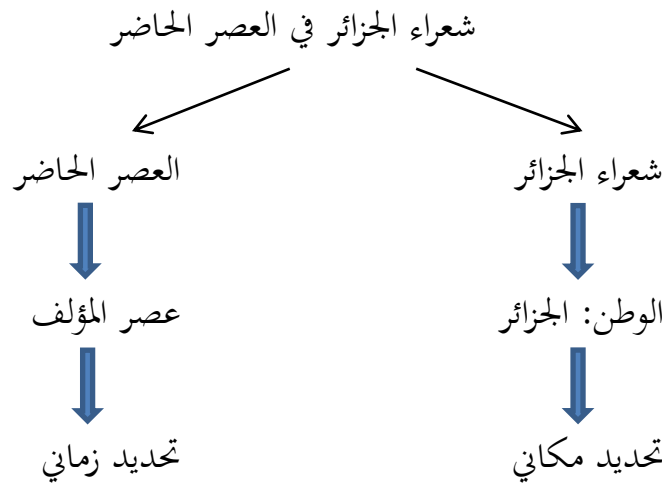 شعراء الجزائر في العصر الحاضر
شعراء الجزائر
العصر الحاضر
الوطن: الجزائر
عصر المؤلف
تحديد مكاني
تحديد زماني